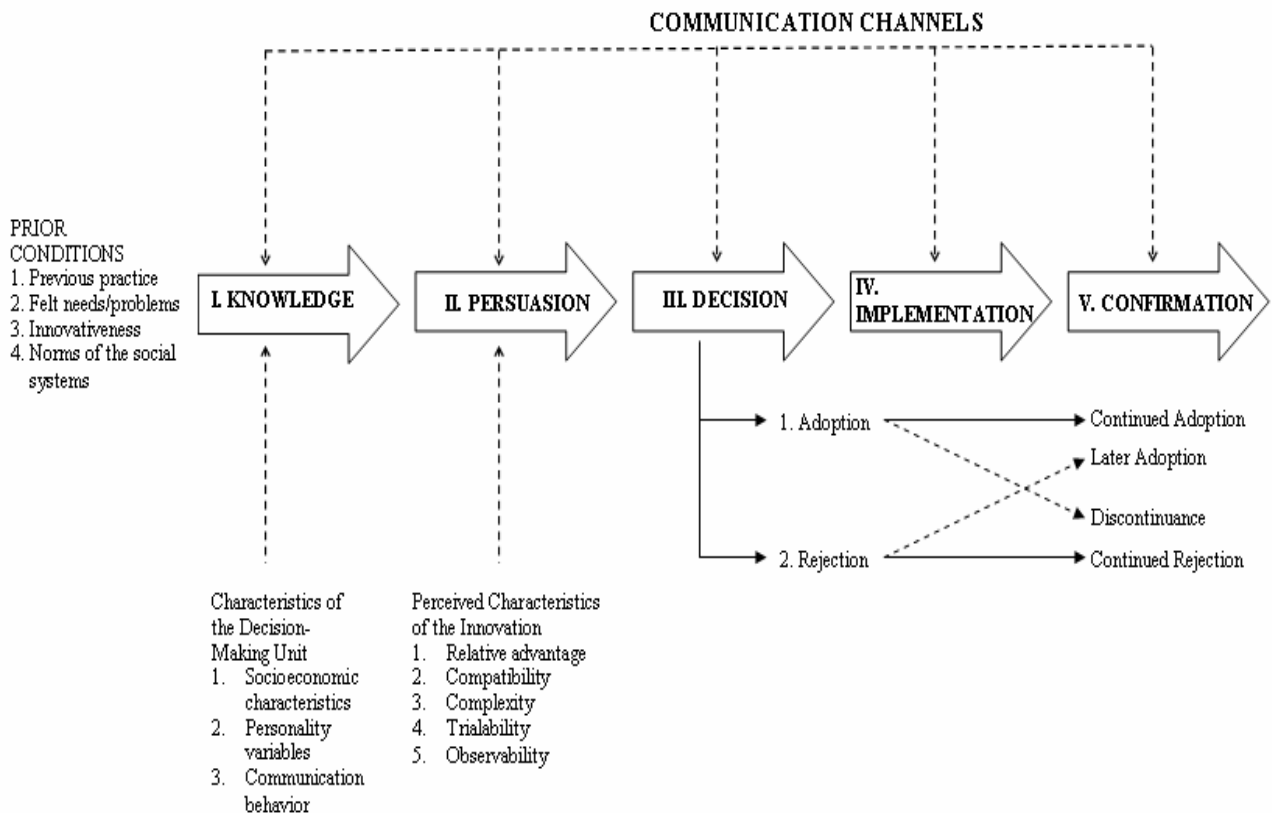 COMMUNICATION CHANNELS
PRIOR
CONDITIONS
1. Previous practice
2. Felt needs/problems
3. Innovativeness
4. Norms of the social
systems
I. KNOWLEDGE
II. PERSUASION
III. DECISION
IV.
IMPLEMENTATION
V. CONFIRMATION
1. Adoption
2. Rejection
Continued Adoption
Later Adoption
Discontinuance
Continued Rejection
Characteristics of
the Decision-
Making Unit
1. Socioeconomic
characteristics
2. Personality
variables
3. Communication
behavior
Perceived Characteristics
of the Innovation
1. Relative advantage
2. Compatibility
3. Complexity
4. Trialability
5. Observability